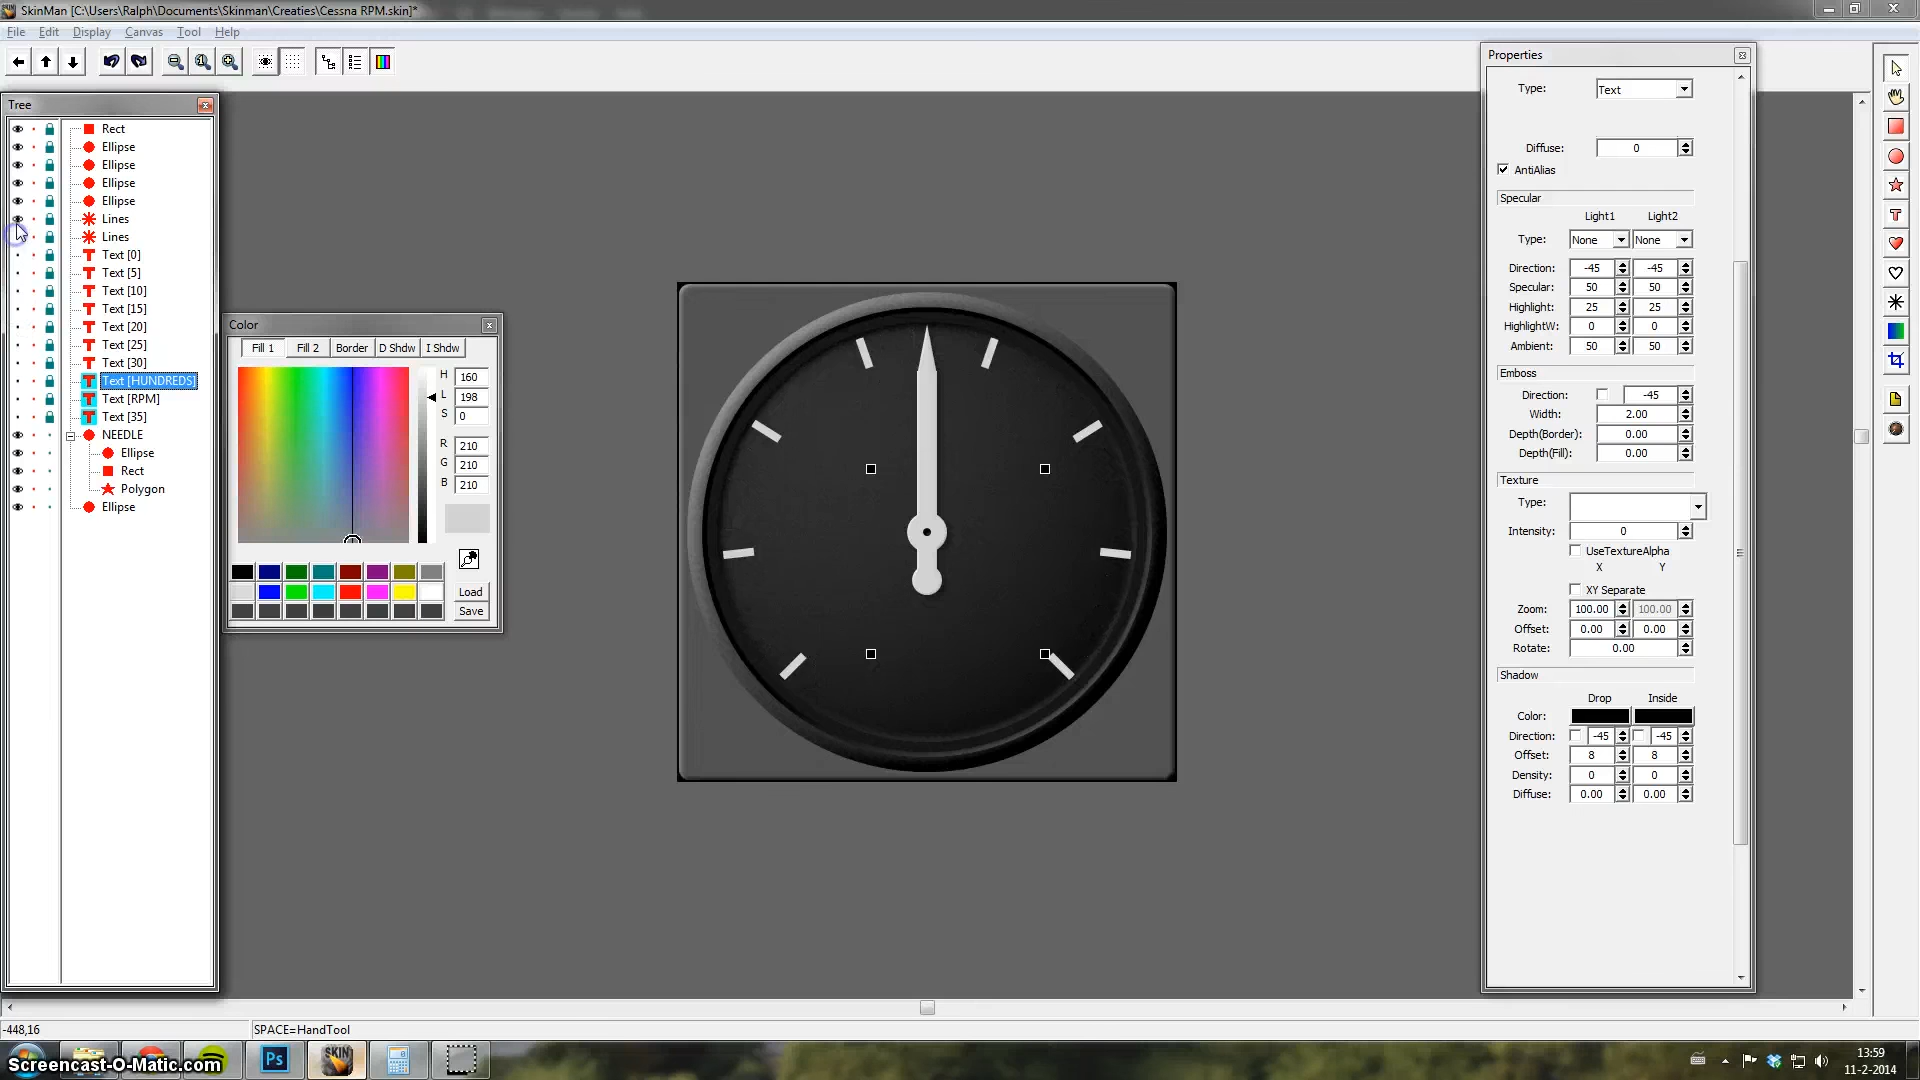 SkinMan [C:\Users\Ralph\Documents\Skinman\Creaties\Cessna RPM.skin]*
File Edit Display Canvas Tool Help
Tree
Rect
Ellipse
Ellipse
Ellipse
Ellipse
Lines
Lines
Text [0]
Text [5]
Text [10]
Text [15]
Text [20]
Text [25]
Text [30]
Text [HUNDREDS]
Text [RPM]
Text [35]
NEEDLE
Ellipse
Rect
Polygon
Ellipse
Color
Fill 1 Fill 2 Border D Shdw I Shdw
H 160
L 198
S 0
R 210
G 210
B 210
Load
Save
Properties
Type: Text
Diffuse: 0
AntiAlias
Specular
Light1 Light2
Type: None None
Direction: -45 -45
Specular: 50 50
Highlight: 25 25
HighlightW: 0 0
Ambient: 50 50
Emboss
Direction: -45
Width: 2.00
Depth(Border): 0.00
Depth(Fill): 0.00
Texture
Type:
Intensity: 0
UseTextureAlpha
X Y
XY Separate
Zoom: 100.00 100.00
Offset: 0.00 0.00
Rotate: 0.00
Shadow
Drop Inside
Color:
Direction: -45 -45
Offset: 8 8
Density: 0 0
Diffuse: 0.00 0.00
-448,16 SPACE=HandTool
Screencast-O-Matic.com
Ps
SKIN
13:59
11-2-2014